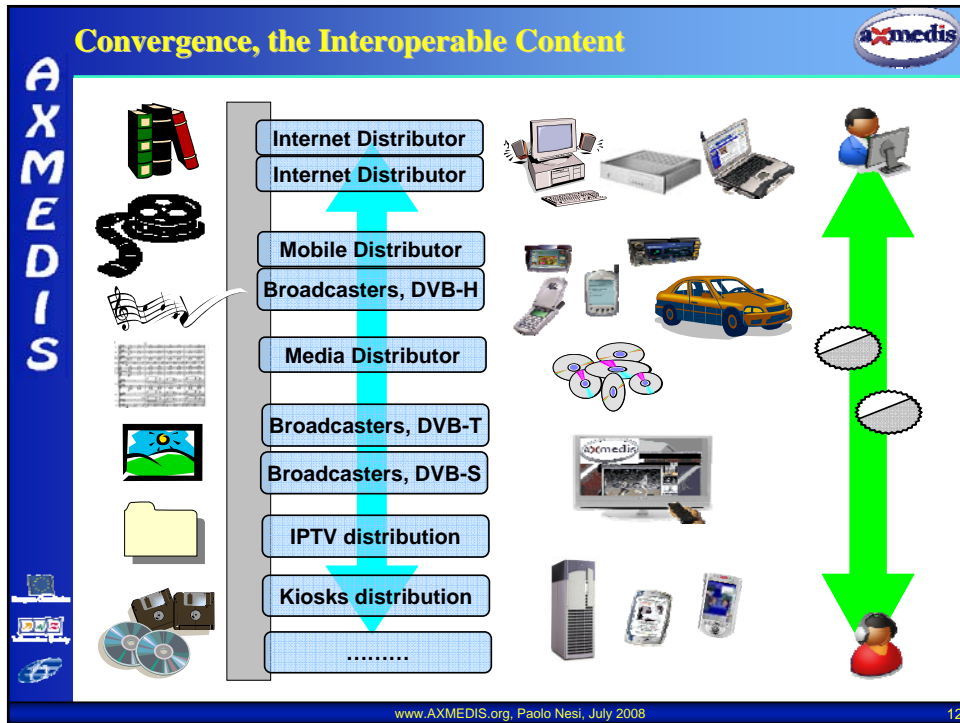 Convergence, the Interoperable Content
axmedis
AXMEDIS
Internet Distributor
Internet Distributor
Mobile Distributor
Broadcasters, DVB-H
Media Distributor
Broadcasters, DVB-T
Broadcasters, DVB-S
axmedis
IPTV distribution
Kiosks distribution
………
www.AXMEDIS.org, Paolo Nesi, July 2008
12